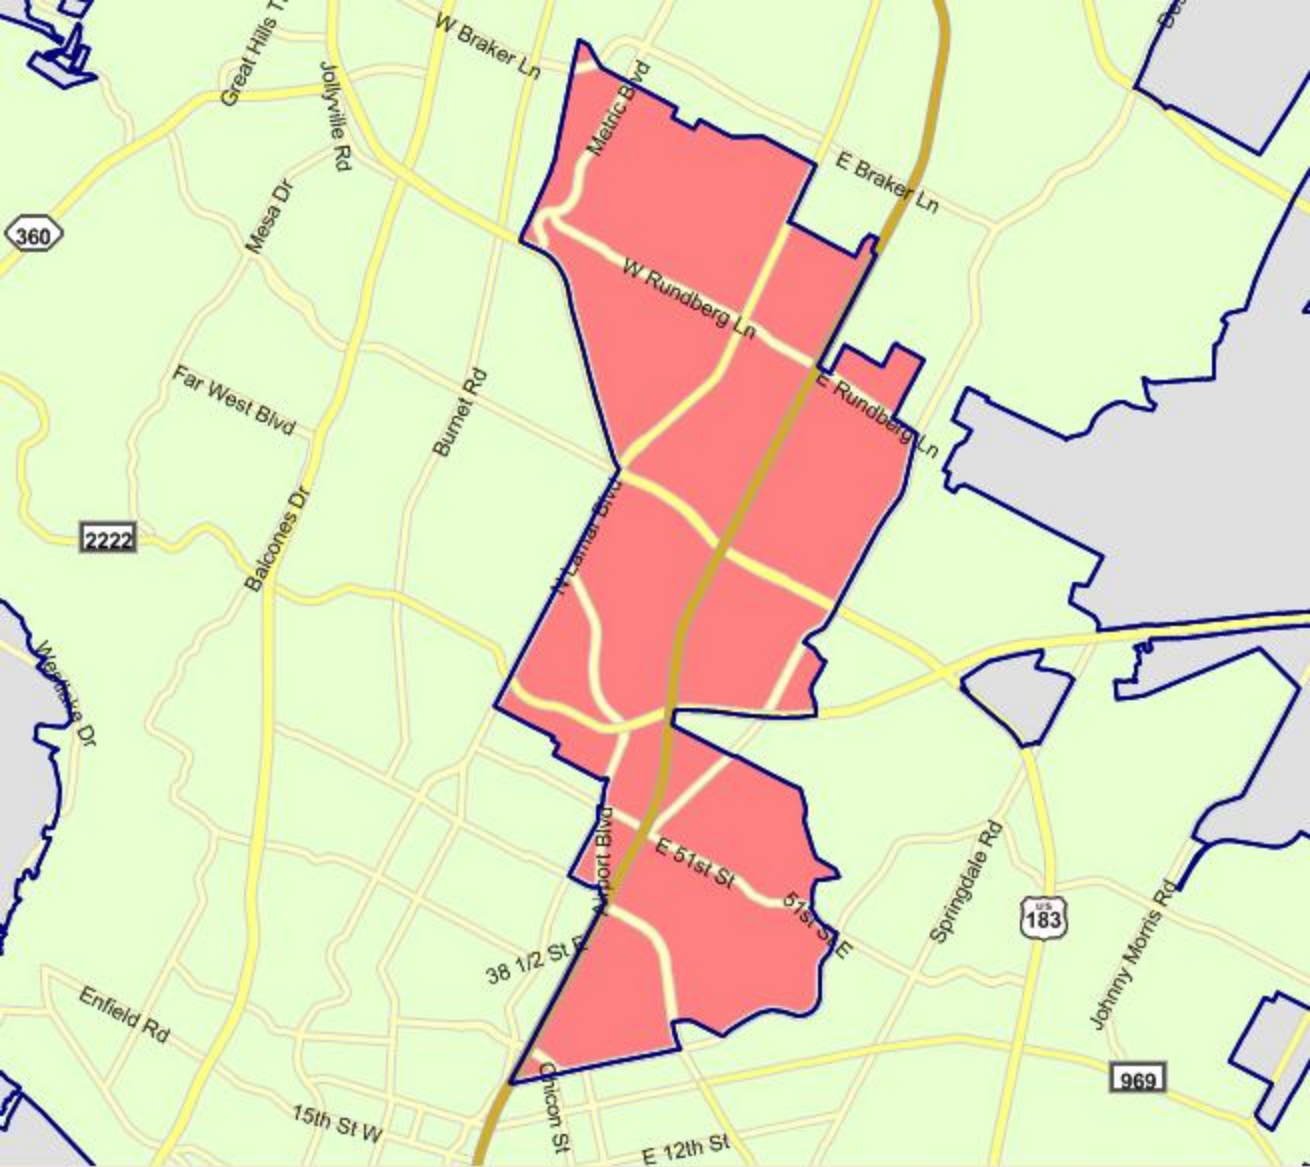 W Braker Ln
Great Hills T
Jollyville Rd
Metric Blvd
E Braker Ln
Mesa Dr
360
W Rundberg Ln
Far West Blvd
Burnet Rd
E Rundberg Ln
N Lamar Blvd
2222
Balcones Dr
Westlake Dr
Airport Blvd
E 51st St
51st St E
Springdale Rd
US
183
38 1/2 St E
Johnny Morris Rd
Enfield Rd
969
Chicon St
15th St W
E 12th St